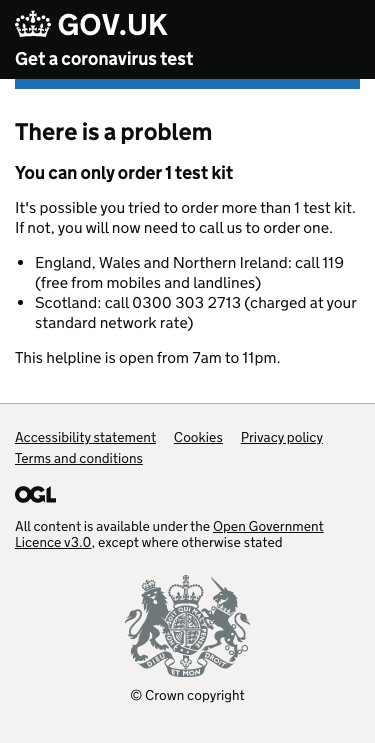 GOV.UK
Get a coronavirus test
There is a problem
You can only order 1 test kit
It's possible you tried to order more than 1 test kit.
If not, you will now need to call us to order one.
• England, Wales and Northern Ireland: call 119
(free from mobiles and landlines)
• Scotland: call 0300 303 2713 (charged at your
standard network rate)
This helpline is open from 7am to 11pm.
Accessibility statement Cookies Privacy policy
Terms and conditions
OGL
All content is available under the Open Government
Licence v3.0, except where otherwise stated
DIEU ET MON DROIT
© Crown copyright